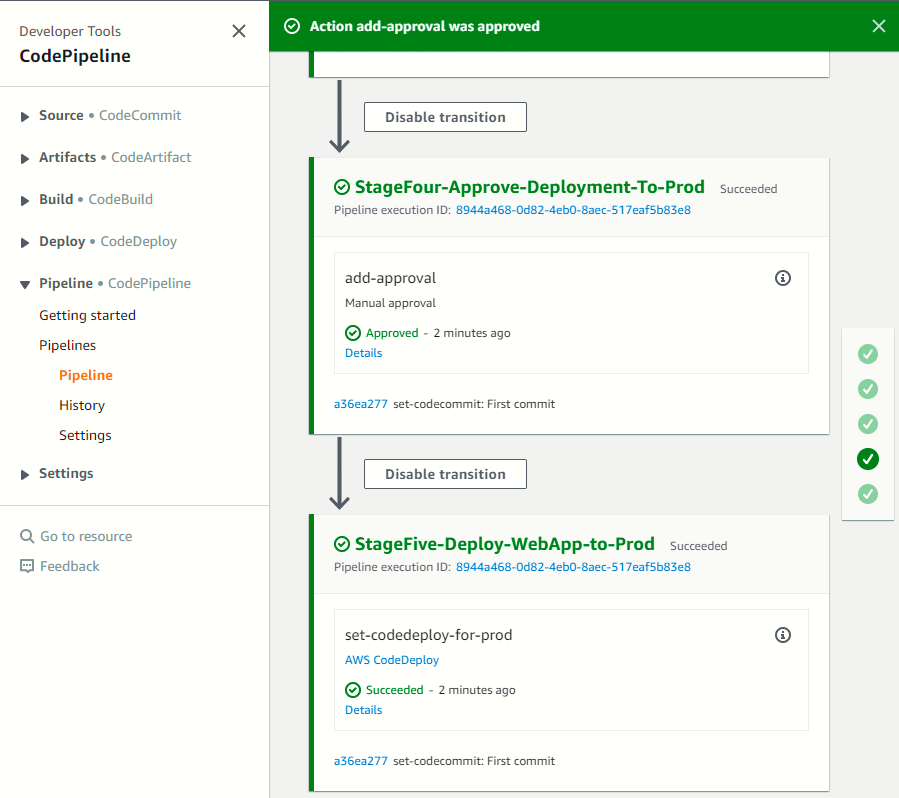 Developer Tools
CodePipeline
Source • CodeCommit
Artifacts • CodeArtifact
Build • CodeBuild
Deploy • CodeDeploy
Pipeline • CodePipeline
Getting started
Pipelines
Pipeline
History
Settings
Settings
Go to resource
Feedback
Action add-approval was approved
Disable transition
StageFour-Approve-Deployment-To-Prod Succeeded
Pipeline execution ID: 8944a468-0d82-4eb0-8aec-517eaf5b83e8
add-approval
Manual approval
Approved - 2 minutes ago
Details
a36ea277 set-codecommit: First commit
Disable transition
StageFive-Deploy-WebApp-to-Prod Succeeded
Pipeline execution ID: 8944a468-0d82-4eb0-8aec-517eaf5b83e8
set-codedeploy-for-prod
AWS CodeDeploy
Succeeded - 2 minutes ago
Details
a36ea277 set-codecommit: First commit